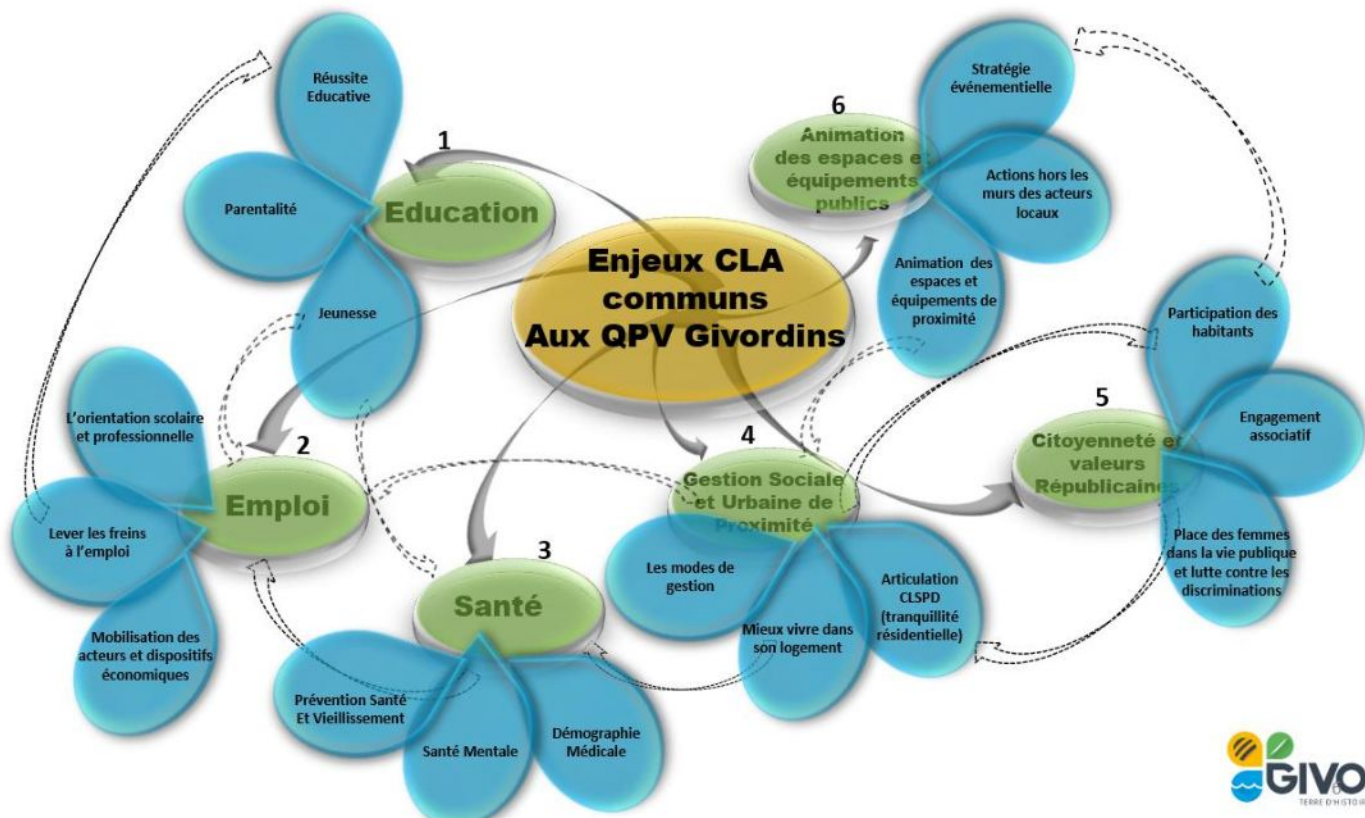 Enjeux CLA
communs
Aux QPV Givordins
1
Education
Réussite
Educative
Parentalité
Jeunesse
2
Emploi
L'orientation scolaire
et professionnelle
Lever les freins
à l'emploi
Mobilisation des
acteurs et dispositifs
économiques
3
Santé
Prévention Santé
Et Vieillissement
Santé Mentale
Démographie
Médicale
4
Gestion Sociale
et Urbaine de
Proximité
Les modes de
gestion
Mieux vivre dans
son logement
Articulation
CLSPD
(tranquillité
résidentielle)
5
Citoyenneté et
valeurs
Républicaines
Participation des
habitants
Engagement
associatif
Place des femmes
dans la vie publique
et lutte contre les
discriminations
6
Animation
des espaces et
équipements
publics
Stratégie
événementielle
Actions hors les
murs des acteurs
locaux
Animation des
espaces et
équipements de
proximité
GIVO
6
TERRE D'HISTOIR